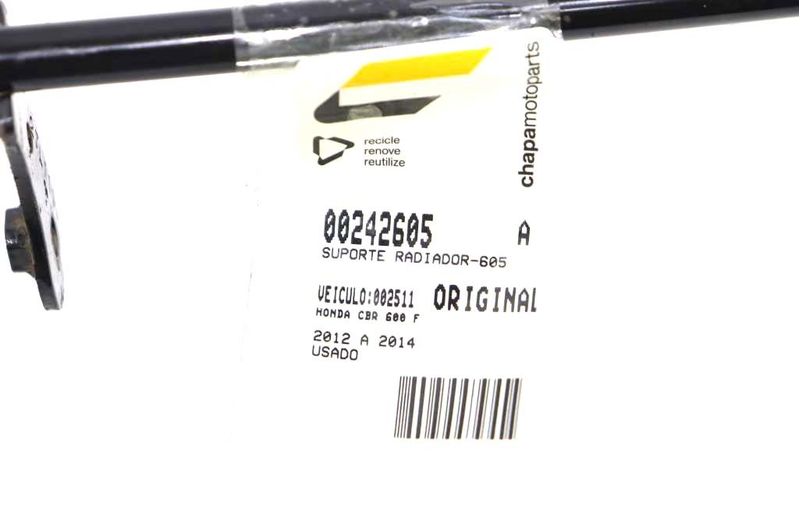 chapamotoparts
recicle
renove
reutilize
00242605 A
SUPORTE RADIADOR-605
VEICULO:002511 ORIGINAL
HONDA CBR 600 F
2012 A 2014
USADO